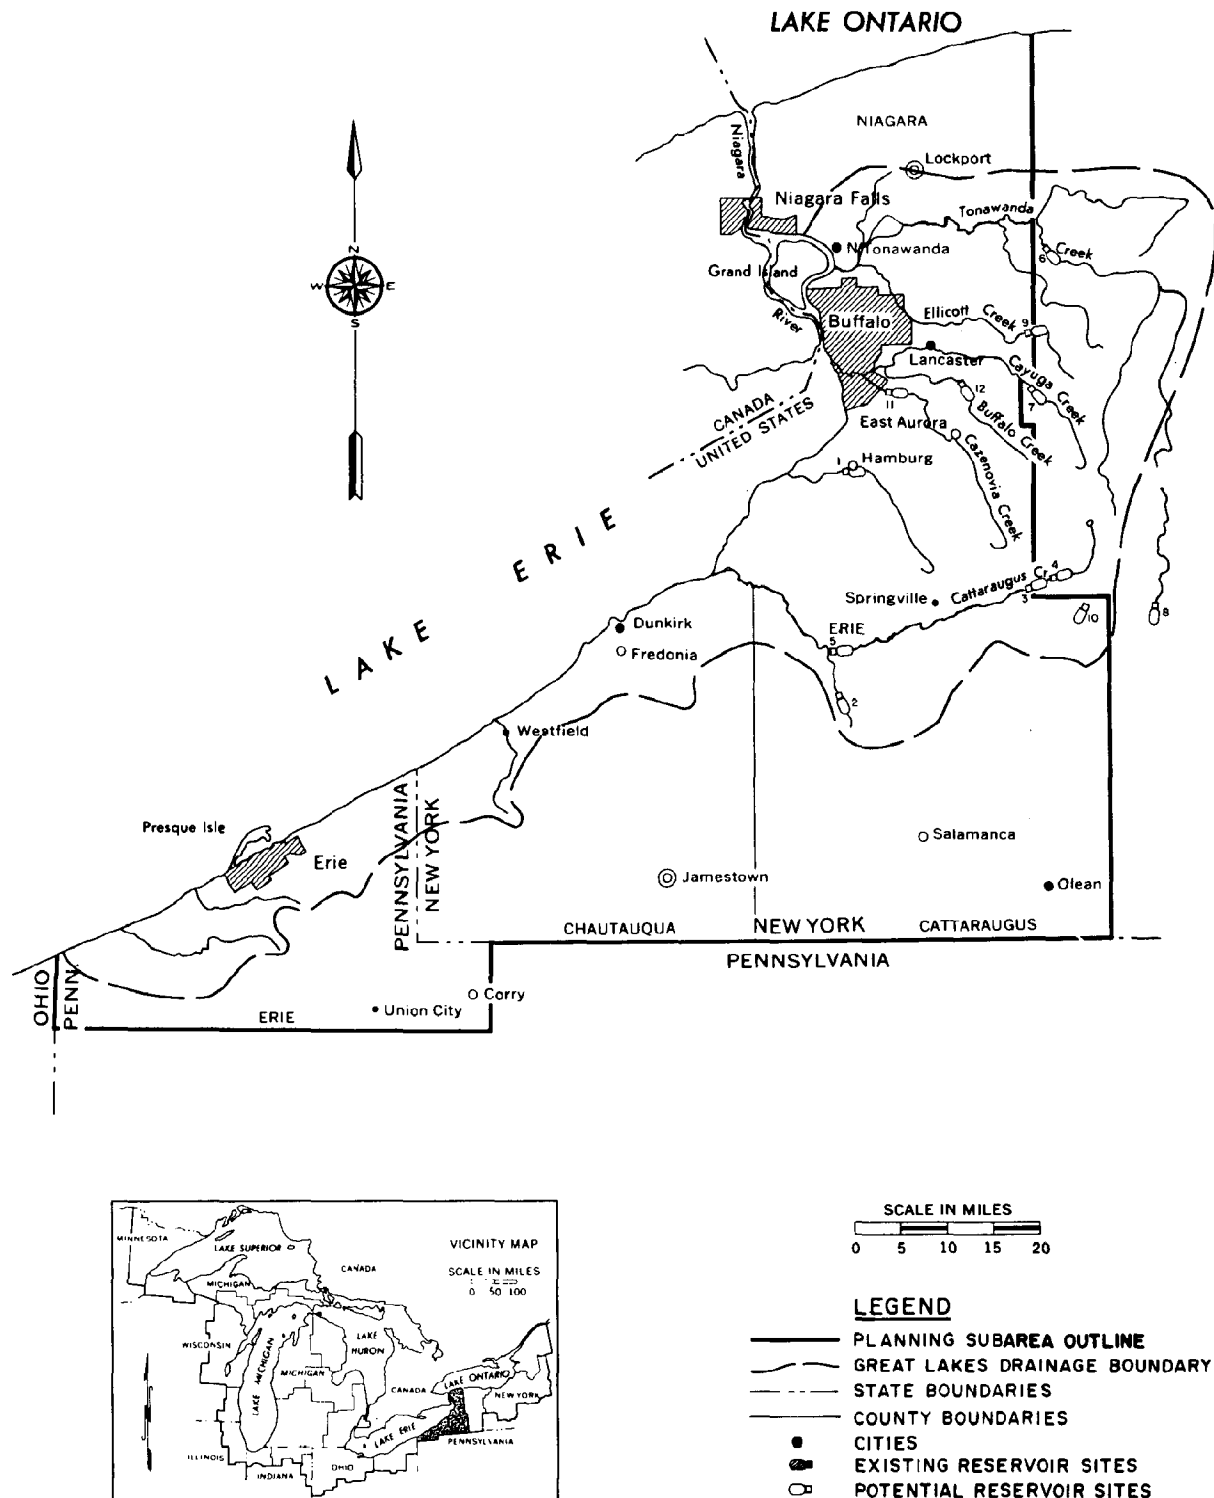 LAKE ONTARIO
NIAGARA
Niagara
Lockport
Niagara Falls
Tonawanda
N Tonawanda
Creek
6
Grand Island
River
Buffalo
Ellicott
Creek
9
Lancaster
Cayuga Creek
7
12
Buffalo Creek
11
CANADA
UNITED STATES
East Aurora
Cazenovia Creek
1
Hamburg
N
W
E
S
LAKE ERIE
Springville
Cattaraugus Cr.
4
3
10
8
ERIE
5
2
Dunkirk
Fredonia
Westfield
PENNSYLVANIA
NEW YORK
Presque Isle
Erie
Salamanca
Jamestown
Olean
CHAUTAUQUA
NEW YORK
CATTARAUGUS
PENNSYLVANIA
OHIO
PENN.
Corry
Union City
ERIE
MINNESOTA
LAKE SUPERIOR
VICINITY MAP
CANADA
SCALE IN MILES
0 50 100
MICHIGAN
WISCONSIN
LAKE MICHIGAN
LAKE HURON
MICHIGAN
CANADA
LAKE ONTARIO
NEW YORK
LAKE ERIE
PENNSYLVANIA
ILLINOIS
INDIANA
OHIO
SCALE IN MILES
0 5 10 15 20
LEGEND
PLANNING SUBAREA OUTLINE
GREAT LAKES DRAINAGE BOUNDARY
STATE BOUNDARIES
COUNTY BOUNDARIES
CITIES
EXISTING RESERVOIR SITES
POTENTIAL RESERVOIR SITES